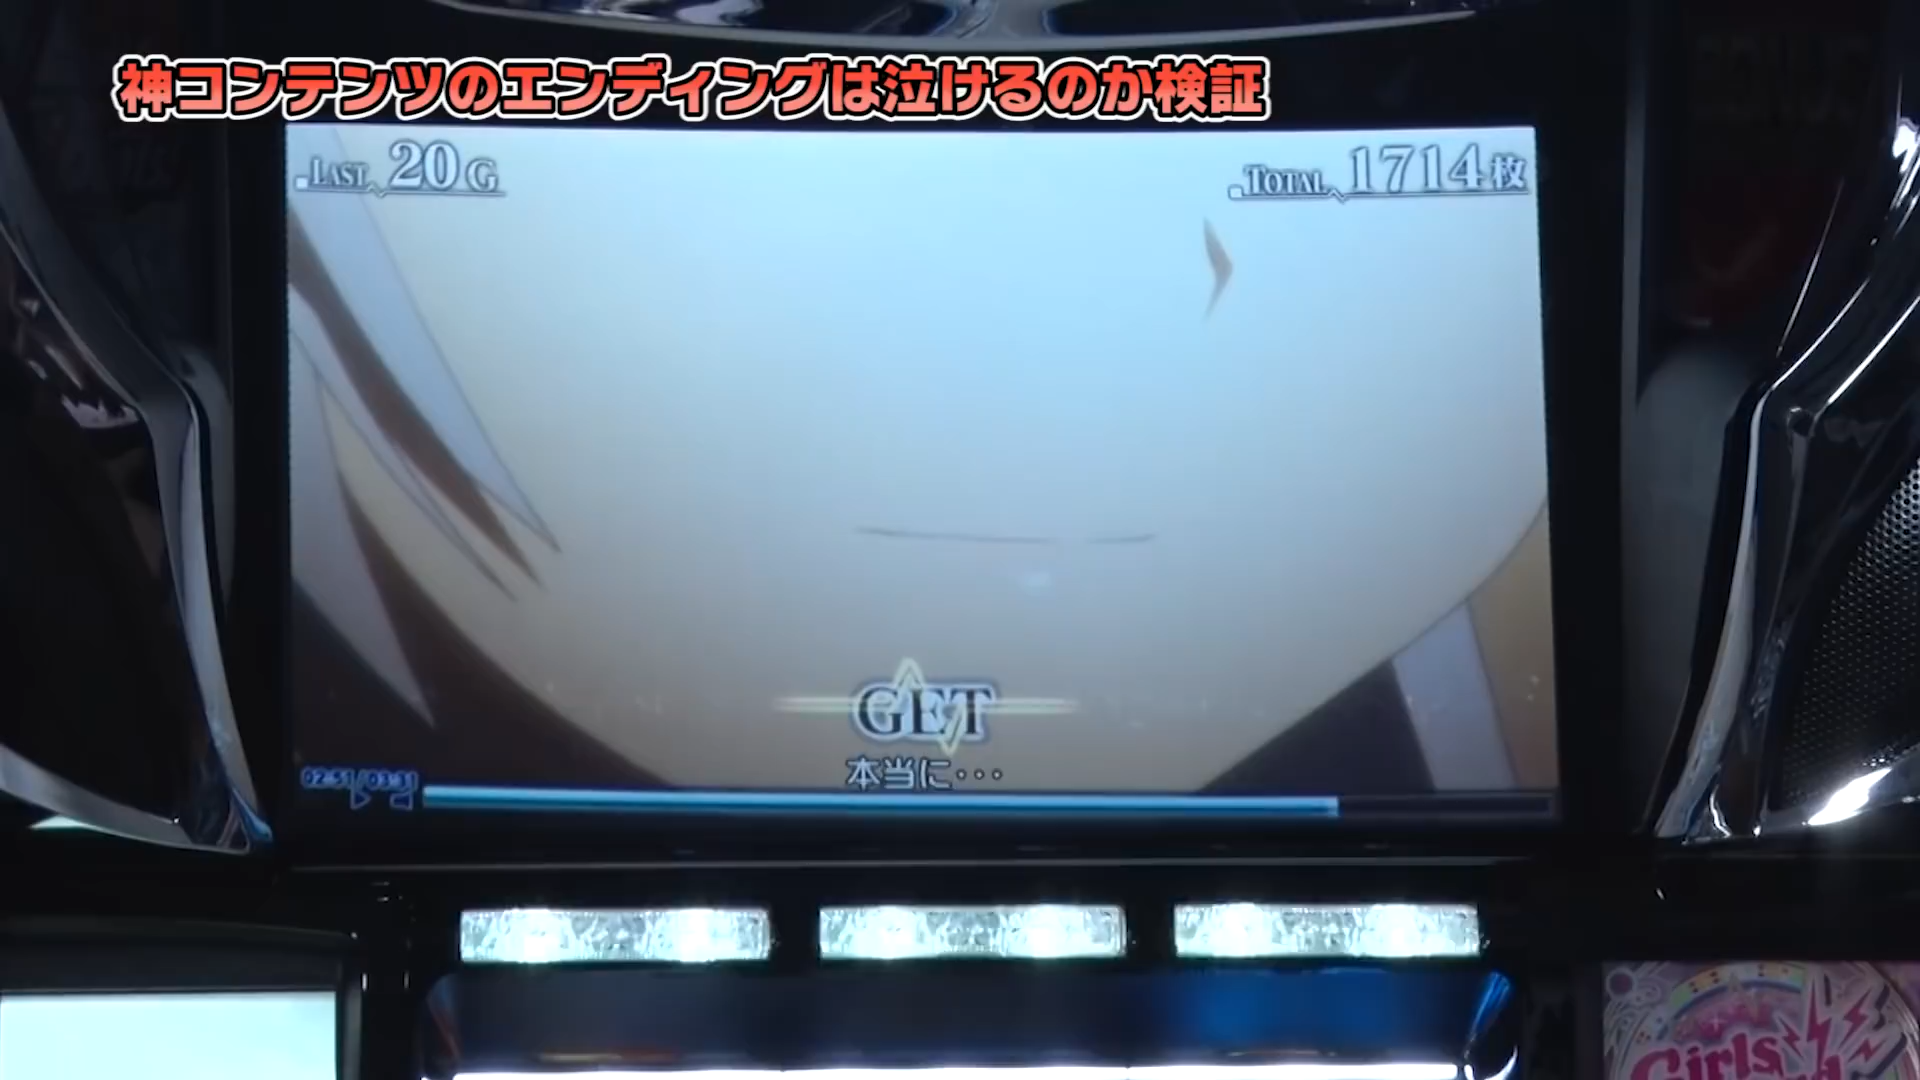 神コンテンツのエンディングは泣けるのか検証
LAST 20G
TOTAL 1714枚
GET
本当に・・・
02:51/03:31
Girls